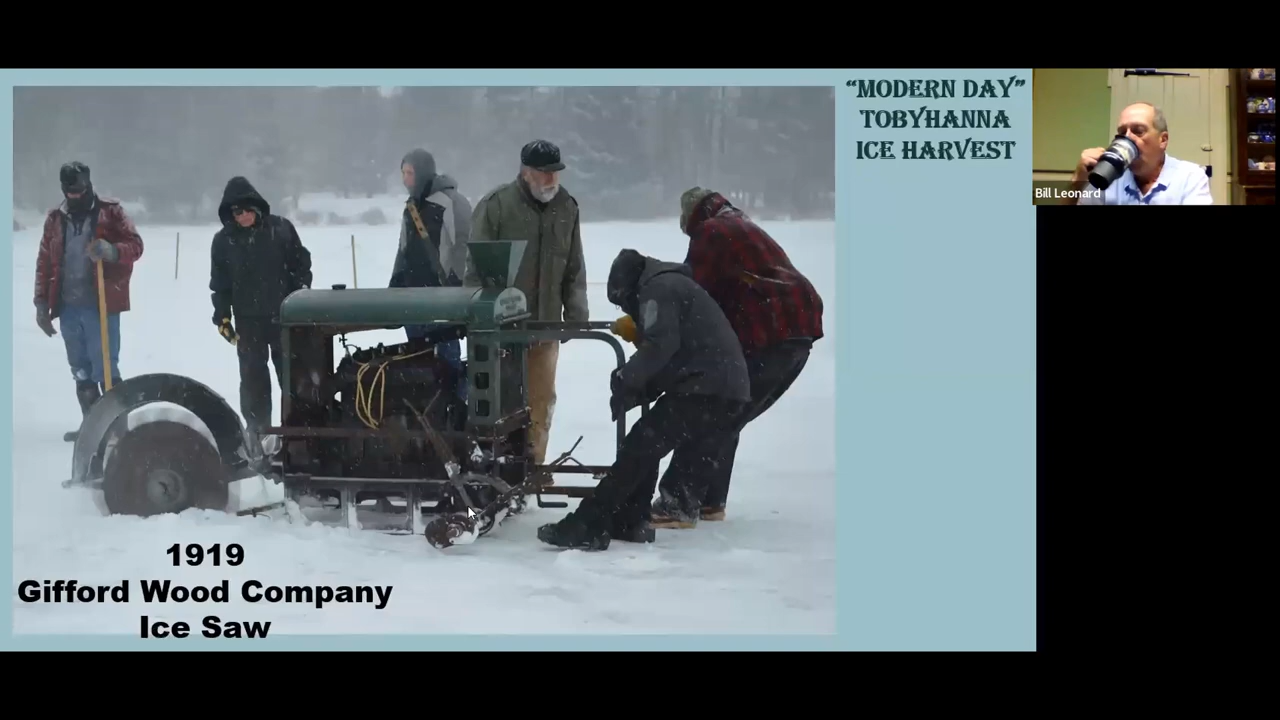 “MODERN DAY”
TOBYHANNA
ICE HARVEST
Bill Leonard
1919
Gifford Wood Company
Ice Saw